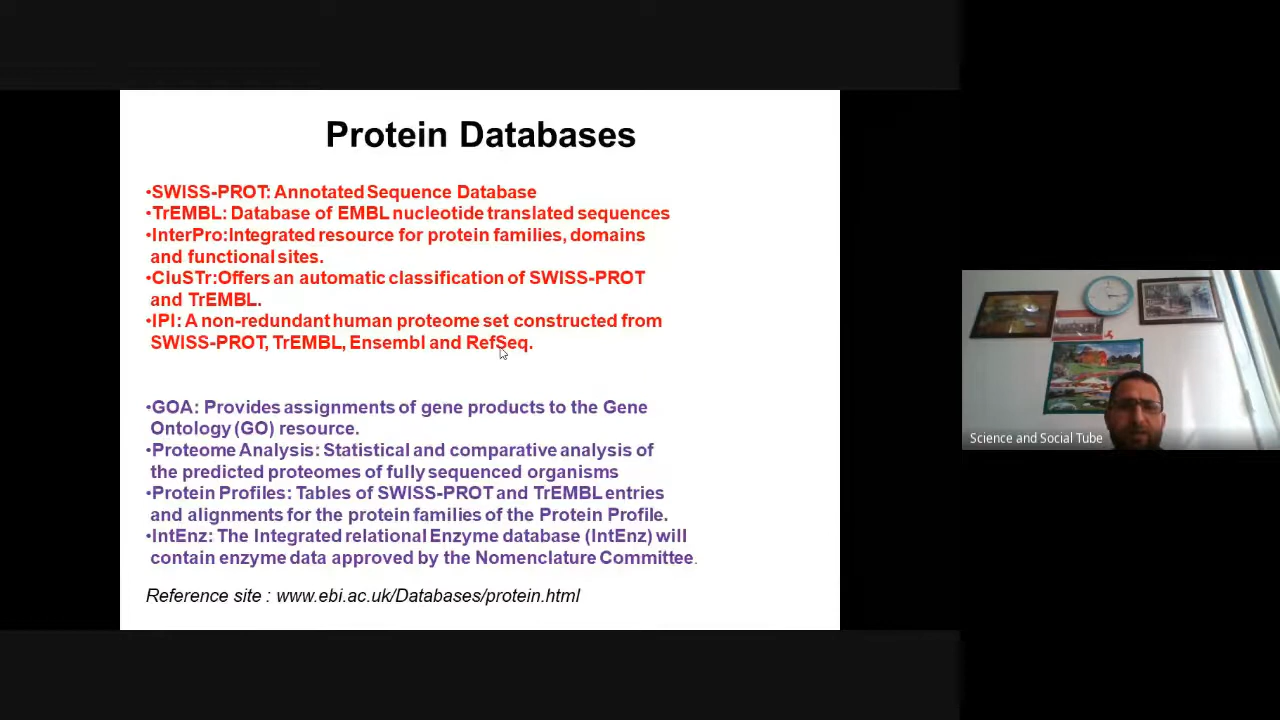 Protein Databases
•SWISS-PROT: Annotated Sequence Database
•TrEMBL: Database of EMBL nucleotide translated sequences
•InterPro:Integrated resource for protein families, domains
and functional sites.
•CluSTr:Offers an automatic classification of SWISS-PROT
and TrEMBL.
•IPI: A non-redundant human proteome set constructed from
SWISS-PROT, TrEMBL, Ensembl and RefSeq.
•GOA: Provides assignments of gene products to the Gene
Ontology (GO) resource.
•Proteome Analysis: Statistical and comparative analysis of
the predicted proteomes of fully sequenced organisms
•Protein Profiles: Tables of SWISS-PROT and TrEMBL entries
and alignments for the protein families of the Protein Profile.
•IntEnz: The Integrated relational Enzyme database (IntEnz) will
contain enzyme data approved by the Nomenclature Committee.
Reference site : www.ebi.ac.uk/Databases/protein.html
Science and Social Tube